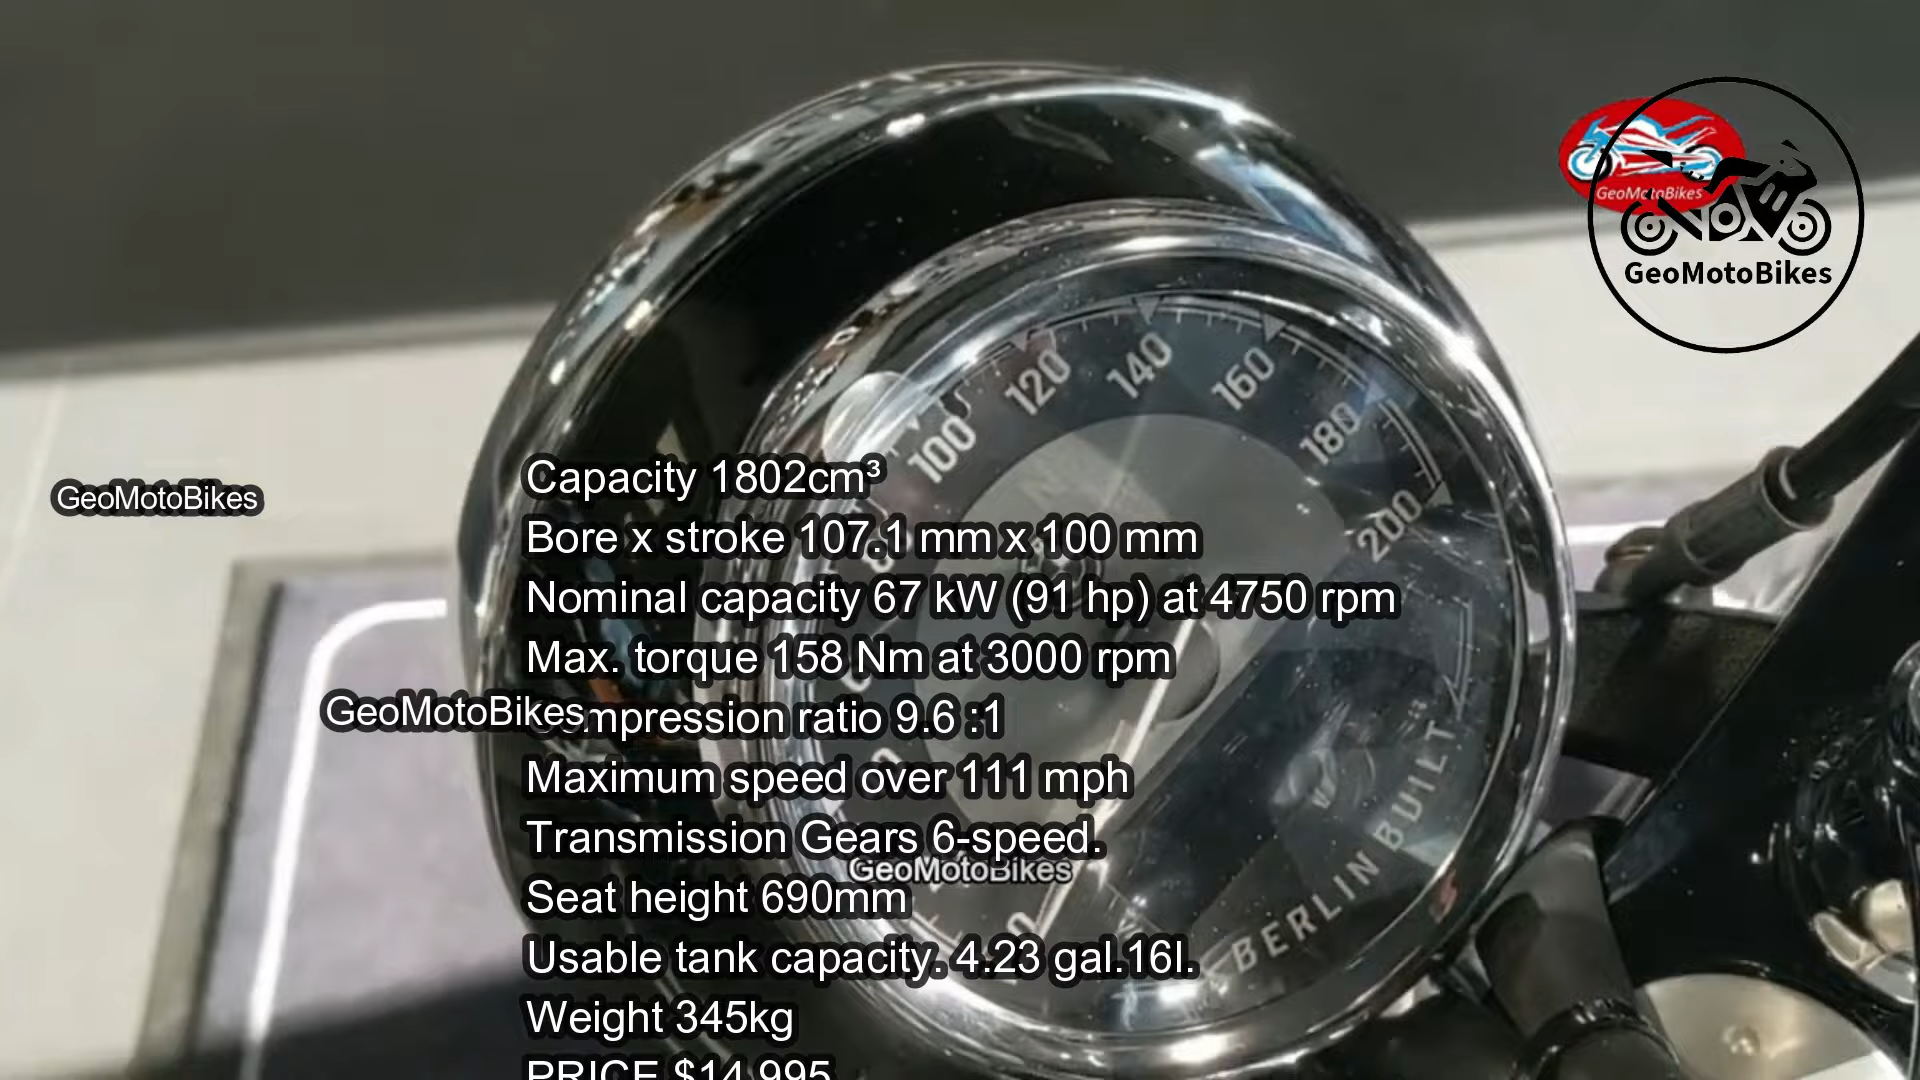 GeoMotoBikes
GeoMotoBikes
100
120
140
160
180
200
Capacity 1802cm³
GeoMotoBikes
Bore x stroke 107.1 mm x 100 mm
Nominal capacity 67 kW (91 hp) at 4750 rpm
Max. torque 158 Nm at 3000 rpm
GeoMotoBikes
mpression ratio 9.6 :1
Maximum speed over 111 mph
Transmission Gears 6-speed.
GeoMotoBikes
Seat height 690mm
BERLIN BUILT
Usable tank capacity. 4.23 gal.16l.
Weight 345kg
PRICE $14,995